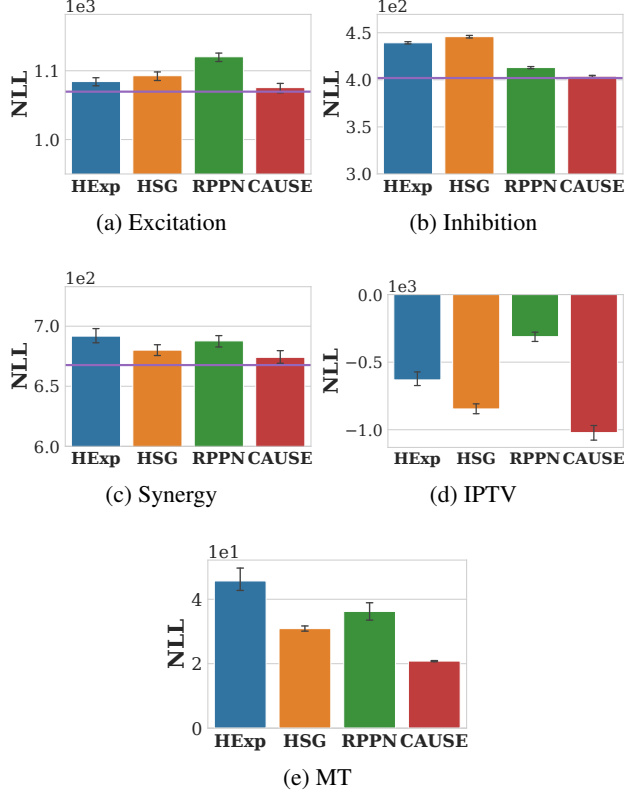 1e3
NLL
1.1
1.0
HExp HSG RPPN CAUSE
(a) Excitation
1e2
NLL
4.5
4.0
3.5
3.0
HExp HSG RPPN CAUSE
(b) Inhibition
1e2
NLL
7.0
6.5
6.0
HExp HSG RPPN CAUSE
(c) Synergy
1e3
NLL
0.0
−0.5
−1.0
HExp HSG RPPN CAUSE
(d) IPTV
1e1
NLL
4
2
0
HExp HSG RPPN CAUSE
(e) MT